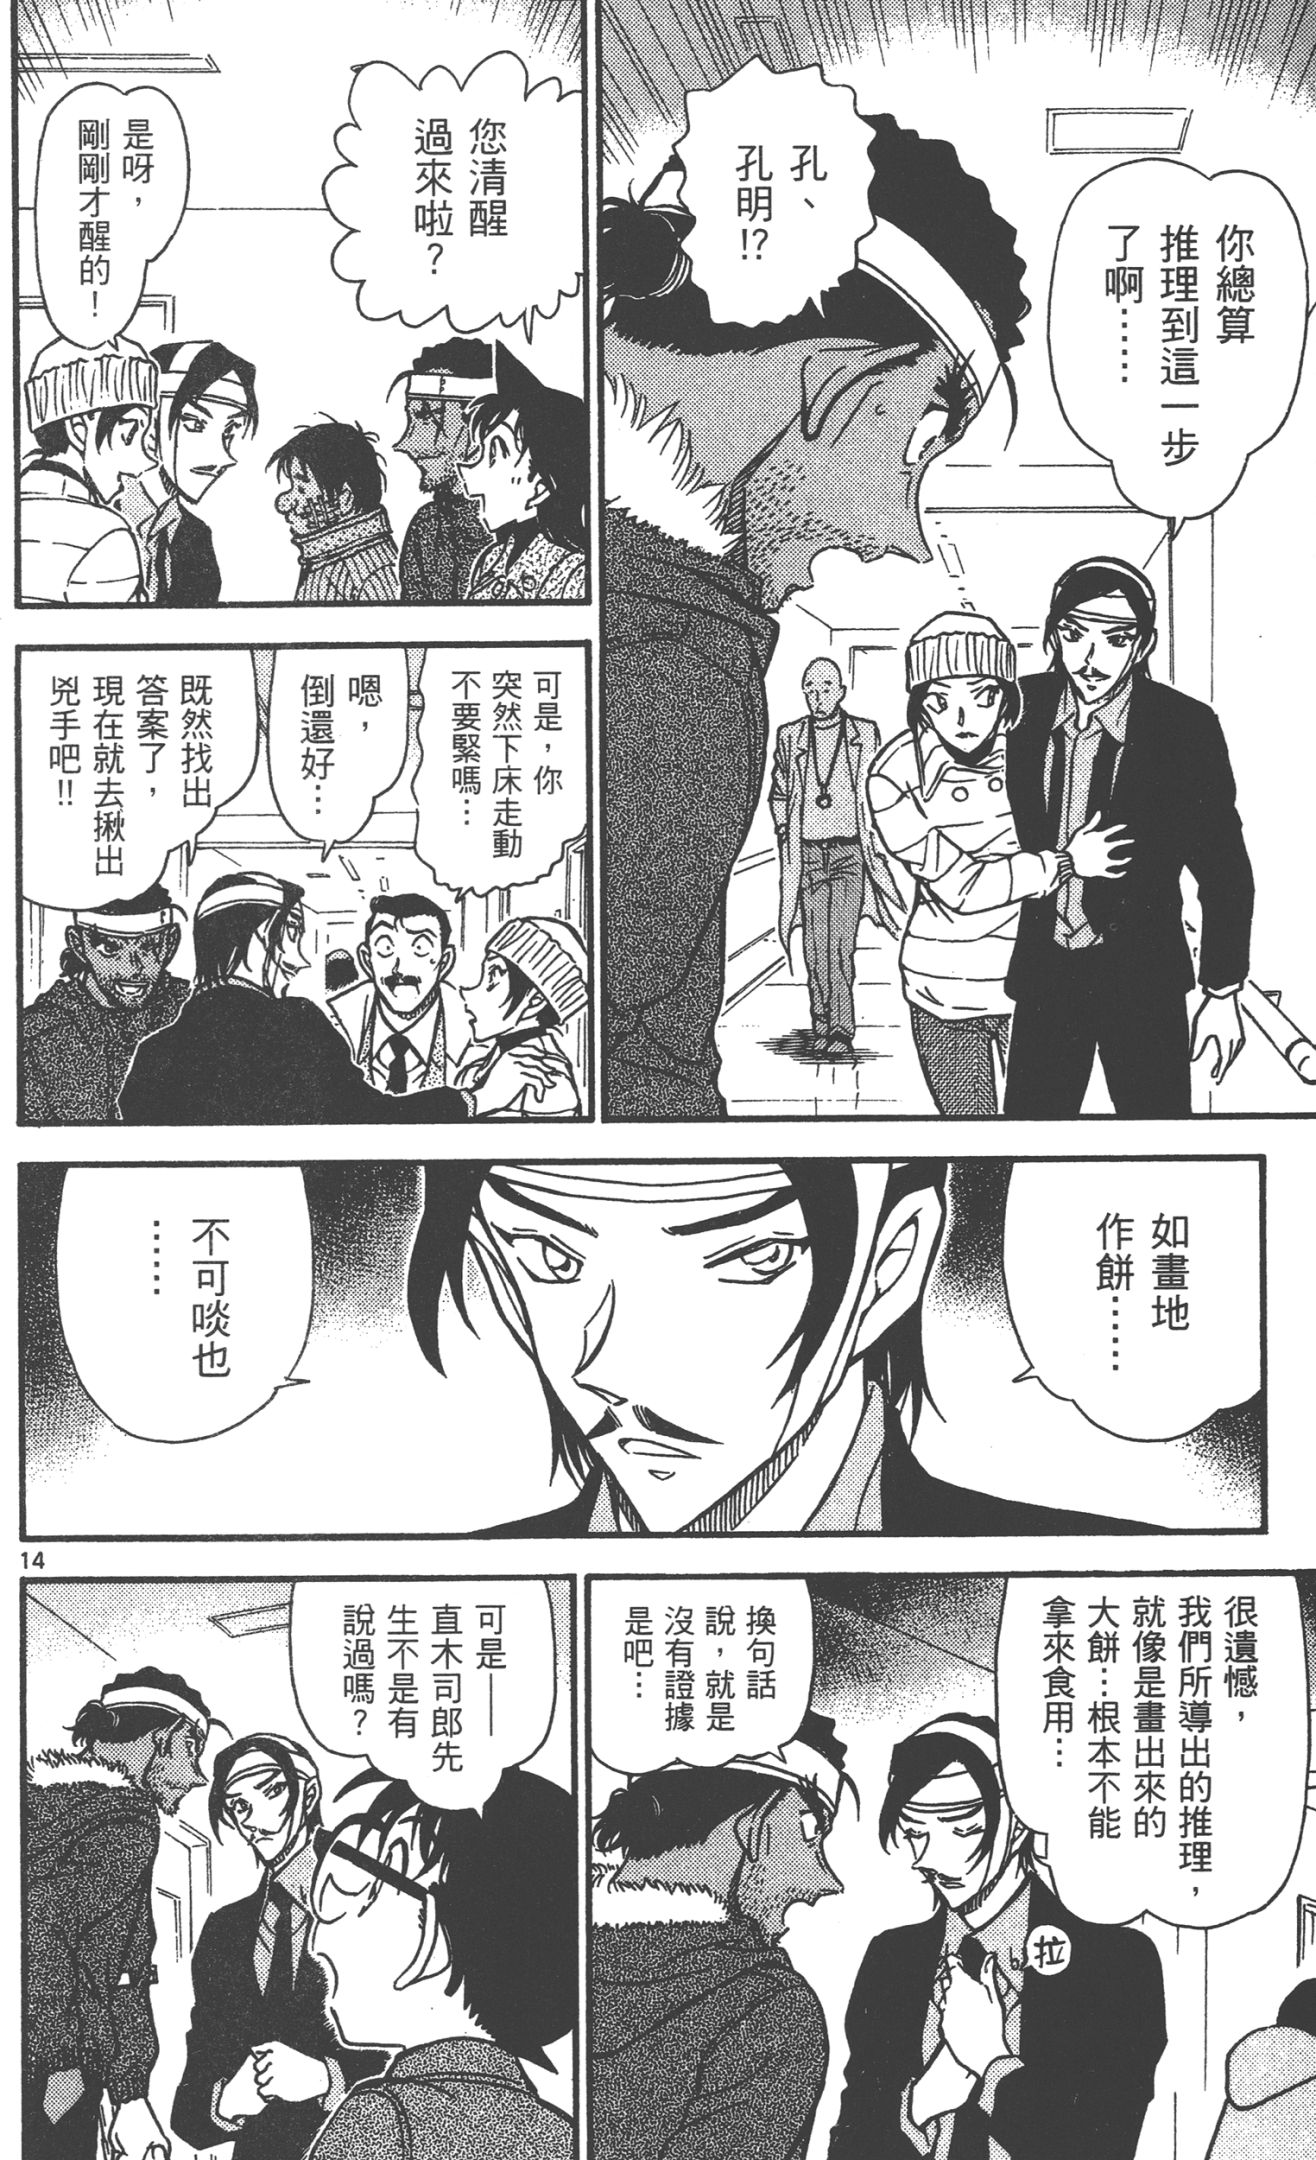 你總算
推理到這一步
了啊……
孔、
孔明!?
您清醒
過來啦？
是呀，
剛剛才醒的！
可是，你
突然下床走動
不要緊嗎…
嗯，
倒還好…
既然找出
答案了，
現在就去揪出
兇手吧!!
如畫地
作餅……
不可啖也
……
14
很遺憾，
我們所導出的推理，
就像是畫出來的
大餅…根本不能
拿來食用…
拉
換句話
說，就是
沒有證據
是吧…
可是——
直木司郎先
生不是有
說過嗎？